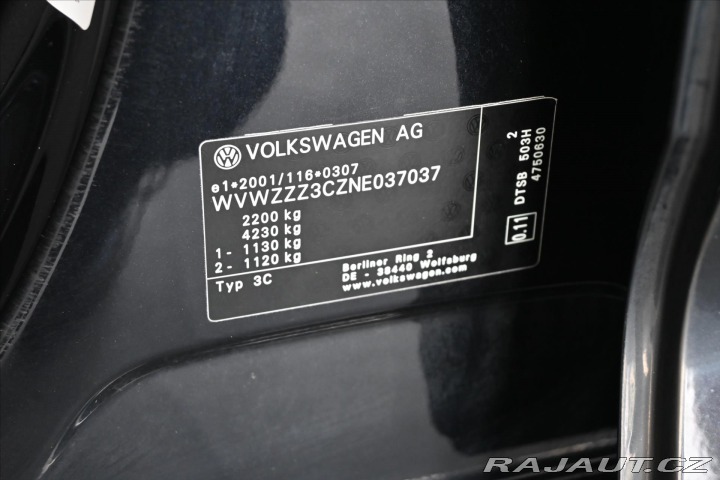 VOLKSWAGEN AG
e1*2001/116*0307
WVWZZZ3CZNE037037
2200 kg
4230 kg
1 - 1130 kg
2 - 1120 kg
Typ 3C
Berliner Ring 2
DE - 38440 Wolfsburg
www.volkswagen.com
2
DTSB 503H
4750630
0.11
RAJAUT.CZ